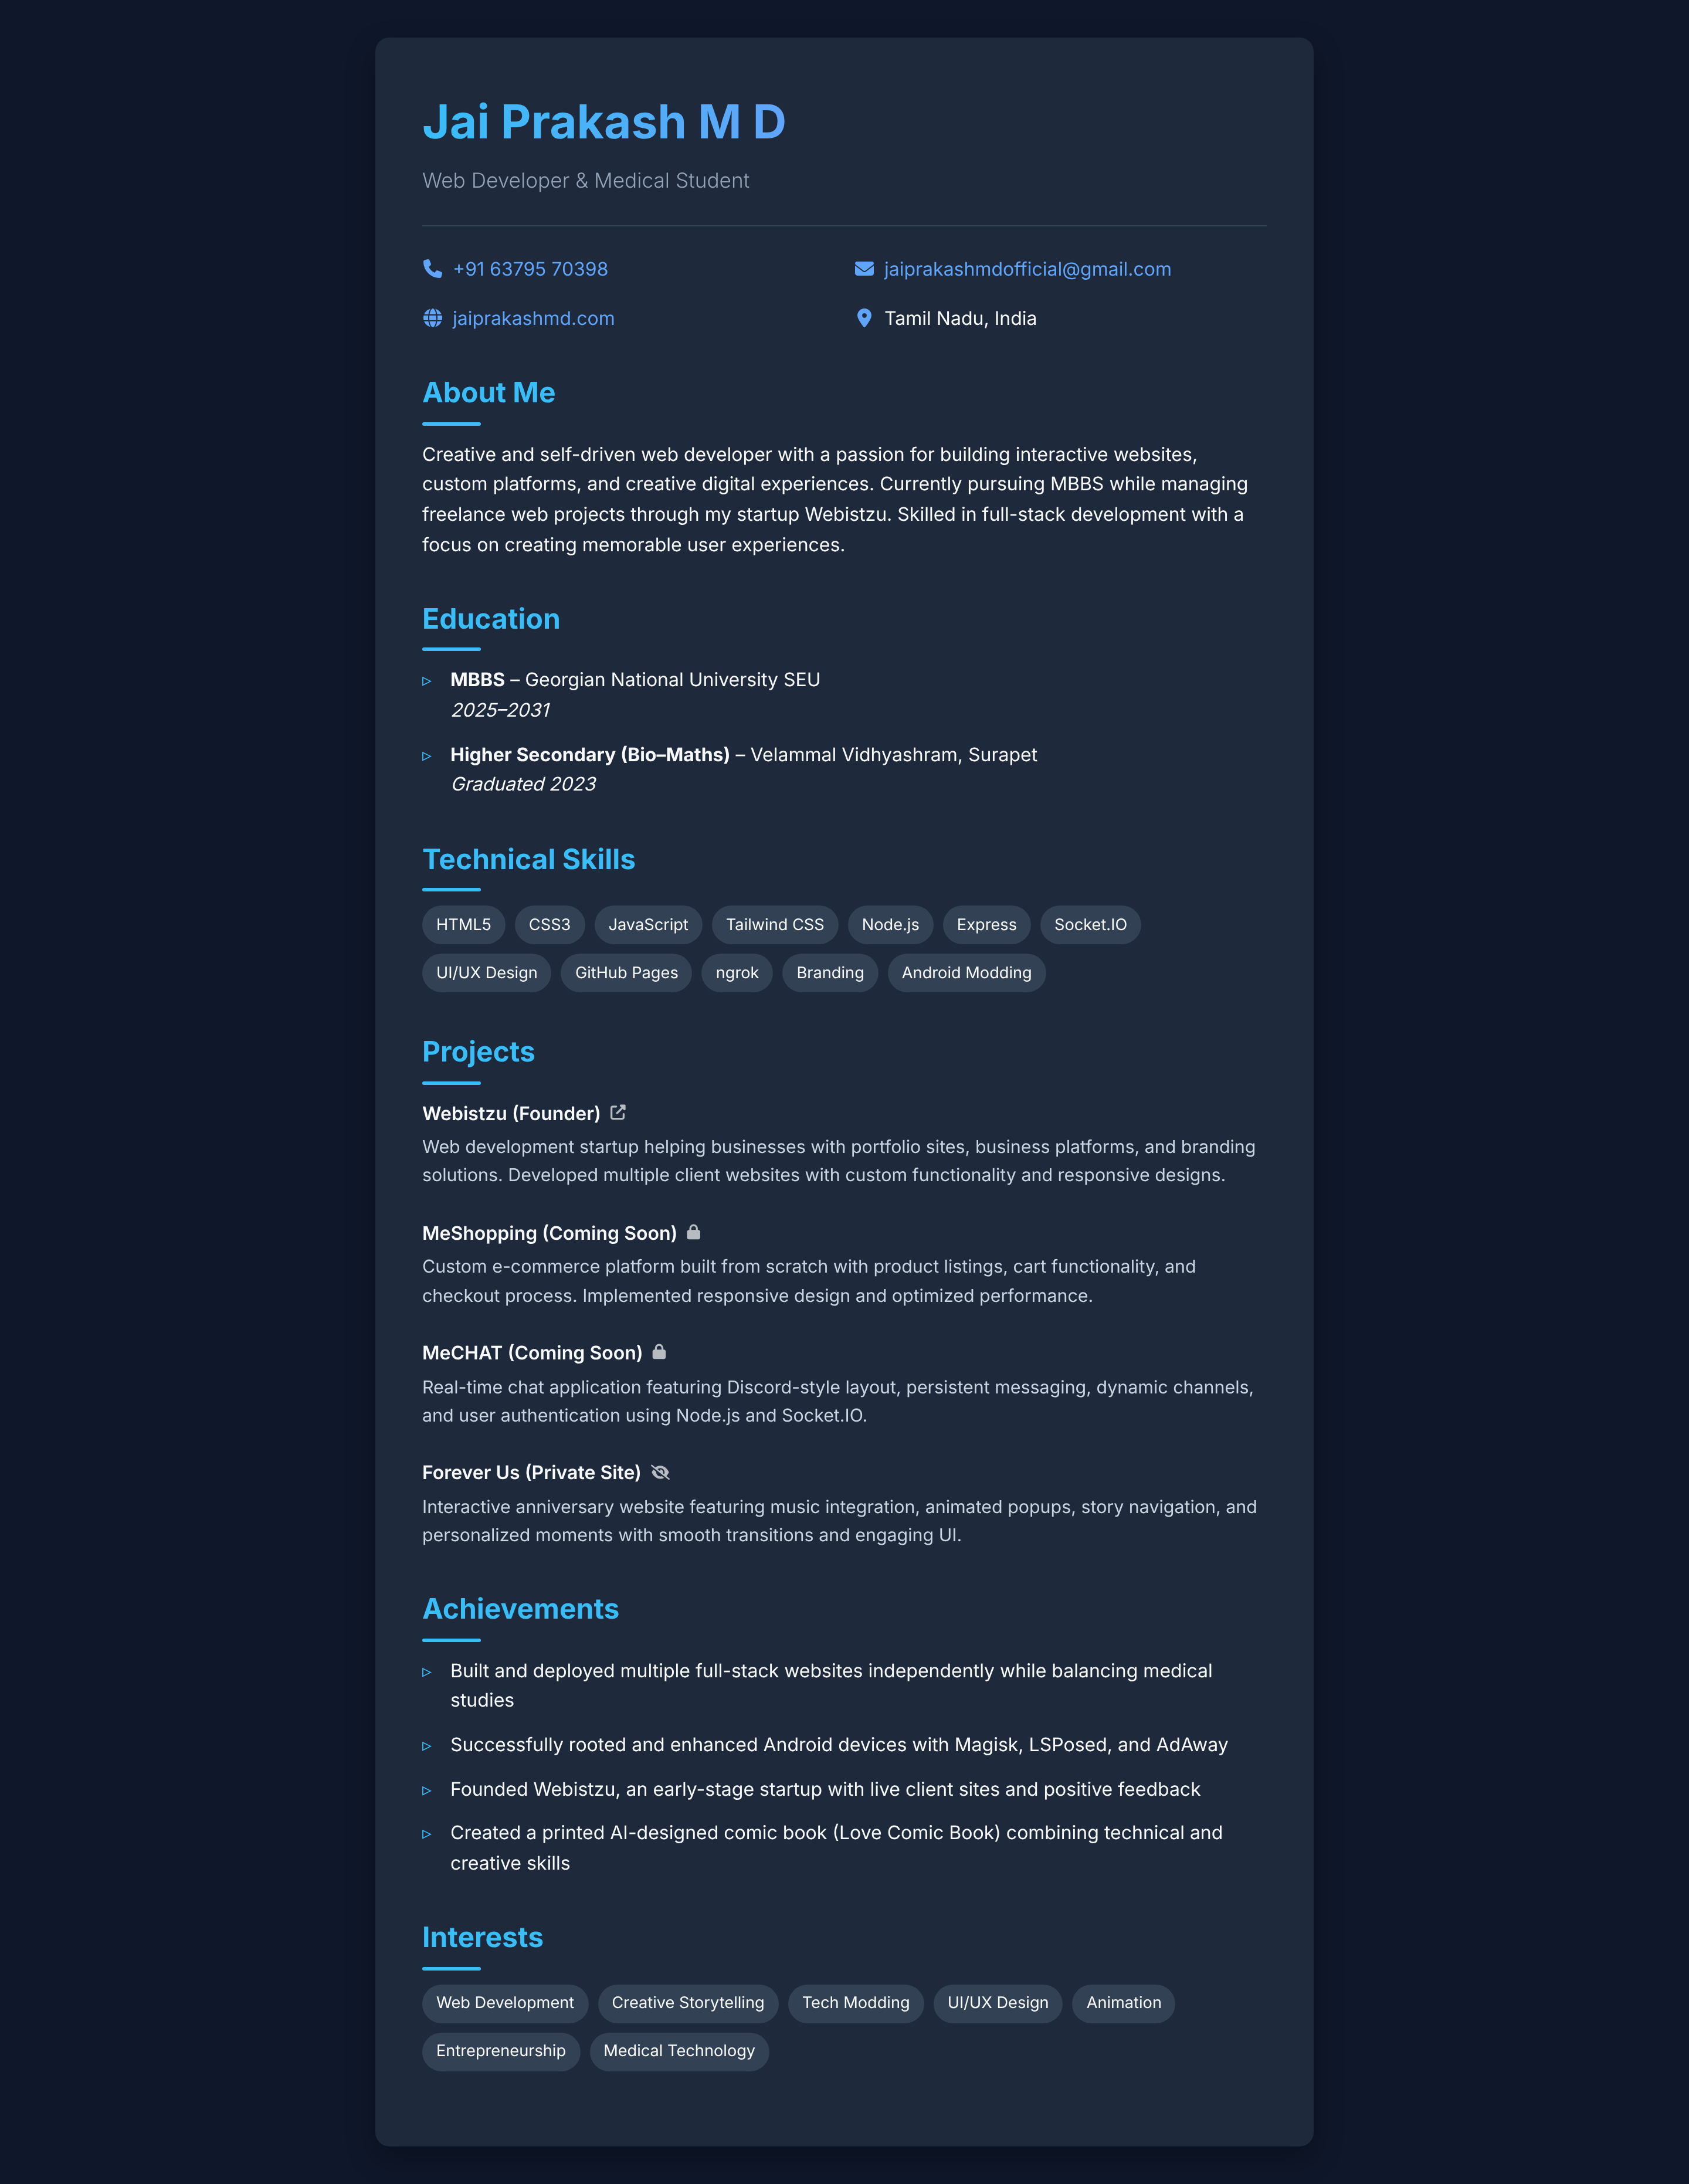 Jai Prakash M D
Web Developer & Medical Student
+91 63795 70398
jaiprakashmdofficial@gmail.com
jaiprakashmd.com
Tamil Nadu, India
About Me
Creative and self-driven web developer with a passion for building interactive websites,
custom platforms, and creative digital experiences. Currently pursuing MBBS while managing
freelance web projects through my startup Webistzu. Skilled in full-stack development with a
focus on creating memorable user experiences.
Education
MBBS – Georgian National University SEU
2025–2031
Higher Secondary (Bio–Maths) – Velammal Vidhyashram, Surapet
Graduated 2023
Technical Skills
HTML5 CSS3 JavaScript Tailwind CSS Node.js Express Socket.IO
UI/UX Design GitHub Pages ngrok Branding Android Modding
Projects
Webistzu (Founder)
Web development startup helping businesses with portfolio sites, business platforms, and branding
solutions. Developed multiple client websites with custom functionality and responsive designs.
MeShopping (Coming Soon)
Custom e-commerce platform built from scratch with product listings, cart functionality, and
checkout process. Implemented responsive design and optimized performance.
MeCHAT (Coming Soon)
Real-time chat application featuring Discord-style layout, persistent messaging, dynamic channels,
and user authentication using Node.js and Socket.IO.
Forever Us (Private Site)
Interactive anniversary website featuring music integration, animated popups, story navigation, and
personalized moments with smooth transitions and engaging UI.
Achievements
Built and deployed multiple full-stack websites independently while balancing medical
studies
Successfully rooted and enhanced Android devices with Magisk, LSPosed, and AdAway
Founded Webistzu, an early-stage startup with live client sites and positive feedback
Created a printed AI-designed comic book (Love Comic Book) combining technical and
creative skills
Interests
Web Development Creative Storytelling Tech Modding UI/UX Design Animation
Entrepreneurship Medical Technology